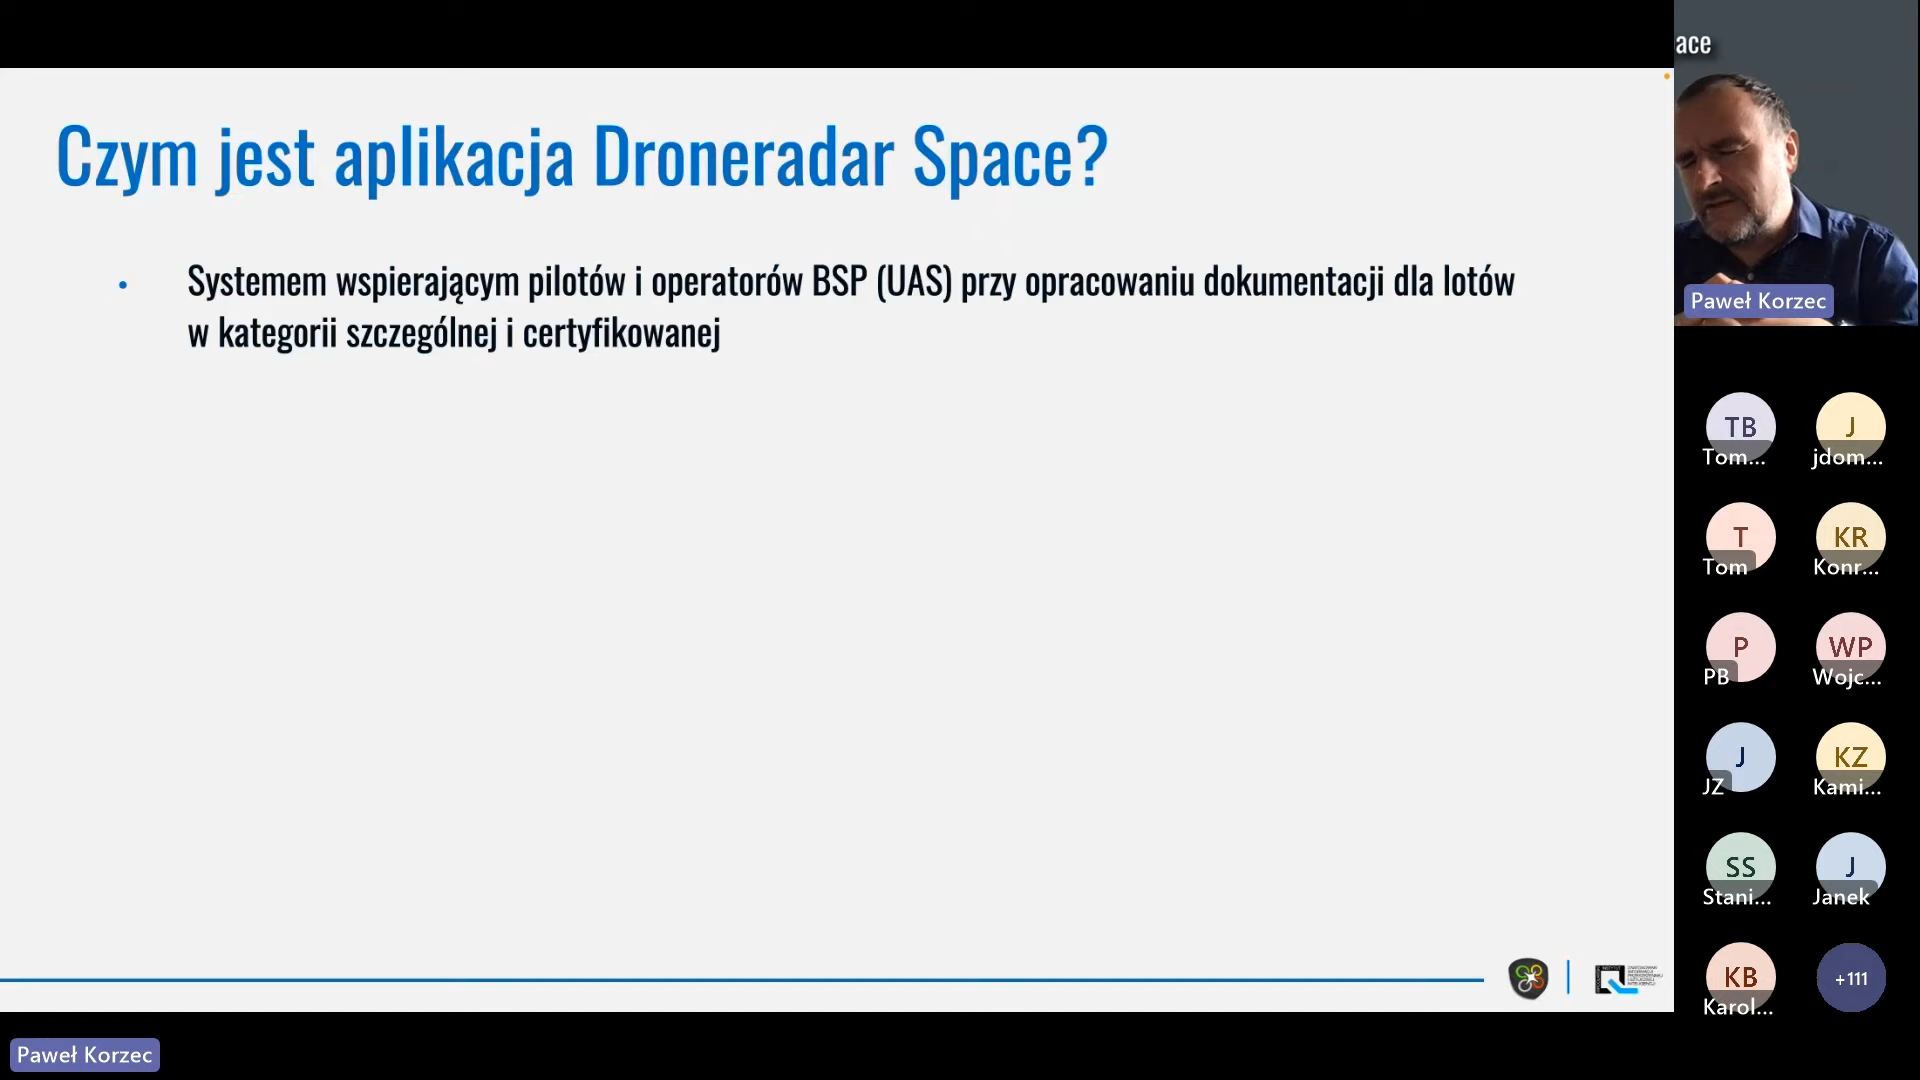 ace
Czym jest aplikacja Droneradar Space?
• Systemem wspierającym pilotów i operatorów BSP (UAS) przy opracowaniu dokumentacji dla lotów
w kategorii szczególnej i certyfikowanej
Paweł Korzec
TB
Tom...
J
jdom...
T
Tom
KR
Konr...
P
PB
WP
Wojc...
J
JZ
KZ
Kami...
SS
Stani...
J
Janek
KB
Karol...
+111
Paweł Korzec